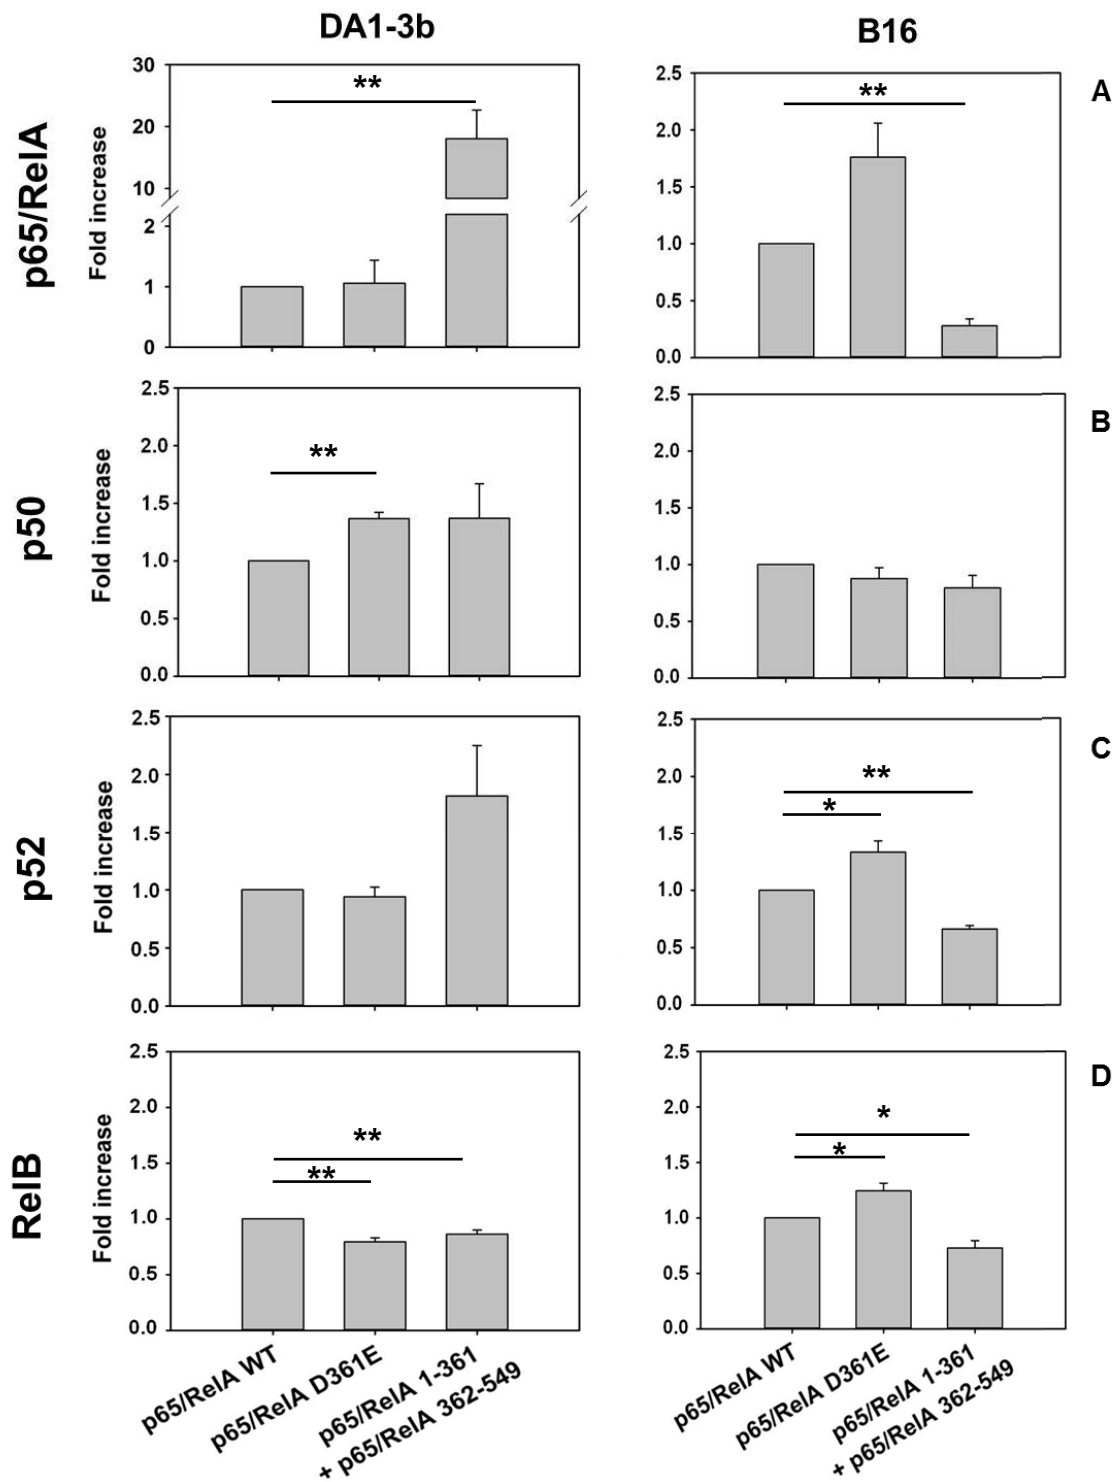 DA1-3b
B16
p65/RelA
Fold increase
30
20
10
2
1
0
**
2.5
2.0
1.5
1.0
0.5
0.0
**
A
p50
Fold increase
2.5
2.0
1.5
1.0
0.5
0.0
**
2.5
2.0
1.5
1.0
0.5
0.0
B
p52
Fold increase
2.5
2.0
1.5
1.0
0.5
0.0
2.5
2.0
1.5
1.0
0.5
0.0
**
*
C
RelB
Fold increase
2.5
2.0
1.5
1.0
0.5
0.0
**
**
2.5
2.0
1.5
1.0
0.5
0.0
*
*
D
p65/RelA WT
p65/RelA D361E
p65/RelA 1-361
+ p65/RelA 362-549
p65/RelA WT
p65/RelA D361E
p65/RelA 1-361
+ p65/RelA 362-549